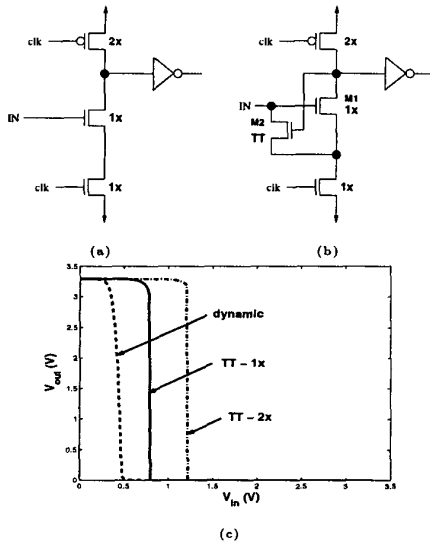 clk
2x
IN
1x
clk
1x
(a)
clk
2x
IN
M1
1x
M2
TT
clk
1x
(b)
3.5
3
2.5
2
1.5
1
0.5
0
V_out (V)
dynamic
TT – 1x
TT – 2x
0 0.5 1 1.5 2 2.5 3 3.5
V_in (V)
(c)